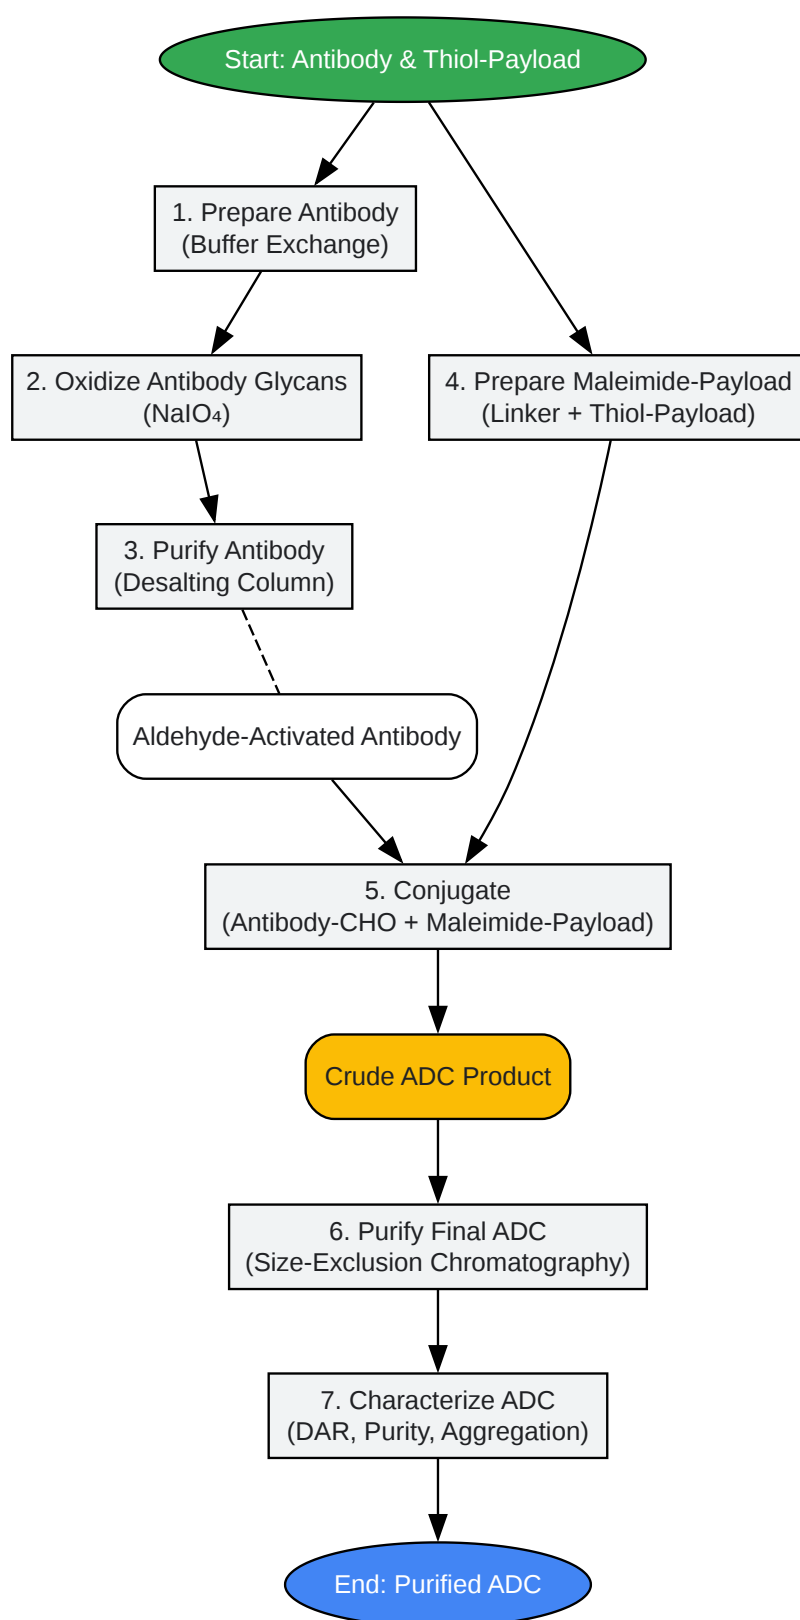 Start: Antibody & Thiol-Payload
1. Prepare Antibody
(Buffer Exchange)
2. Oxidize Antibody Glycans
(NaIO₄)
4. Prepare Maleimide-Payload
(Linker + Thiol-Payload)
3. Purify Antibody
(Desalting Column)
Aldehyde-Activated Antibody
5. Conjugate
(Antibody-CHO + Maleimide-Payload)
Crude ADC Product
6. Purify Final ADC
(Size-Exclusion Chromatography)
7. Characterize ADC
(DAR, Purity, Aggregation)
End: Purified ADC